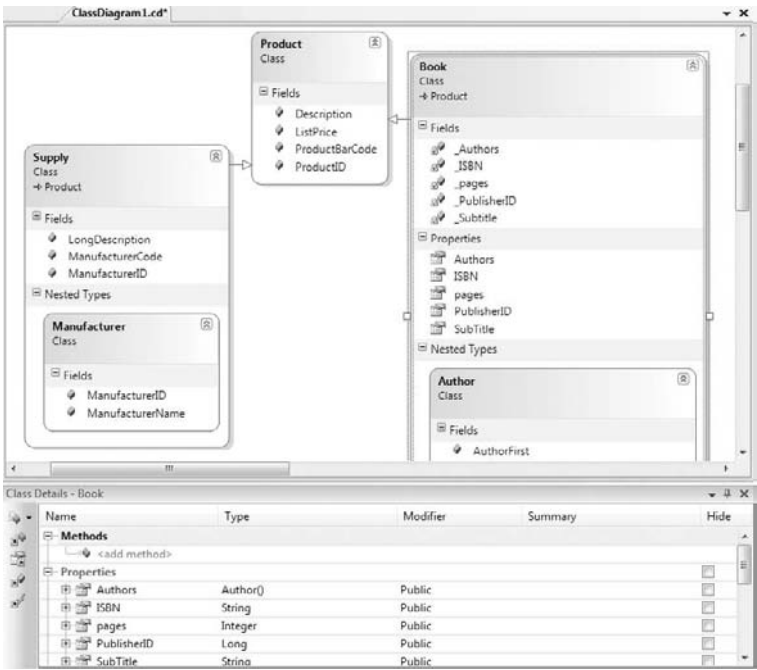 ClassDiagram1.cd*
Product
Class
Fields
Description
ListPrice
ProductBarCode
ProductID
Supply
Class
Product
Fields
LongDescription
ManufacturerCode
ManufacturerID
Nested Types
Manufacturer
Class
Fields
ManufacturerID
ManufacturerName
Book
Class
Product
Fields
_Authors
_ISBN
_pages
_PublisherID
_Subtitle
Properties
Authors
ISBN
pages
PublisherID
SubTitle
Nested Types
Author
Class
Fields
AuthorFirst
Class Details - Book
Name Type Modifier Summary Hide
Methods
<add method>
Properties
Authors Author() Public
ISBN String Public
pages Integer Public
PublisherID Long Public
SubTitle String Public